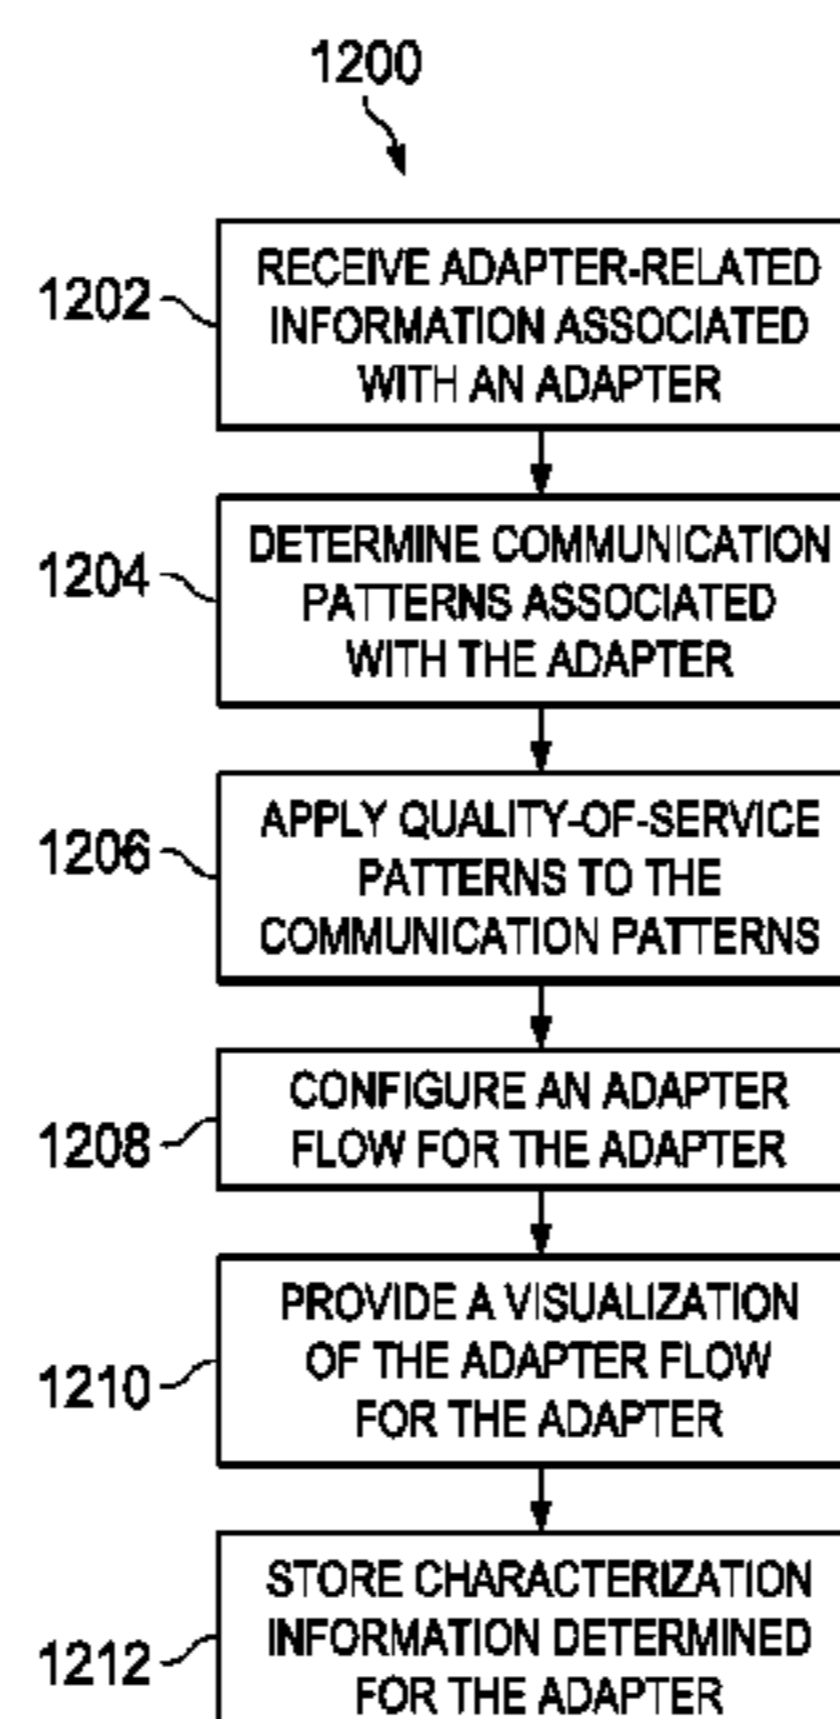 1200
1202
RECEIVE ADAPTER-RELATED
INFORMATION ASSOCIATED
WITH AN ADAPTER
1204
DETERMINE COMMUNICATION
PATTERNS ASSOCIATED
WITH THE ADAPTER
1206
APPLY QUALITY-OF-SERVICE
PATTERNS TO THE
COMMUNICATION PATTERNS
1208
CONFIGURE AN ADAPTER
FLOW FOR THE ADAPTER
1210
PROVIDE A VISUALIZATION
OF THE ADAPTER FLOW
FOR THE ADAPTER
1212
STORE CHARACTERIZATION
INFORMATION DETERMINED
FOR THE ADAPTER